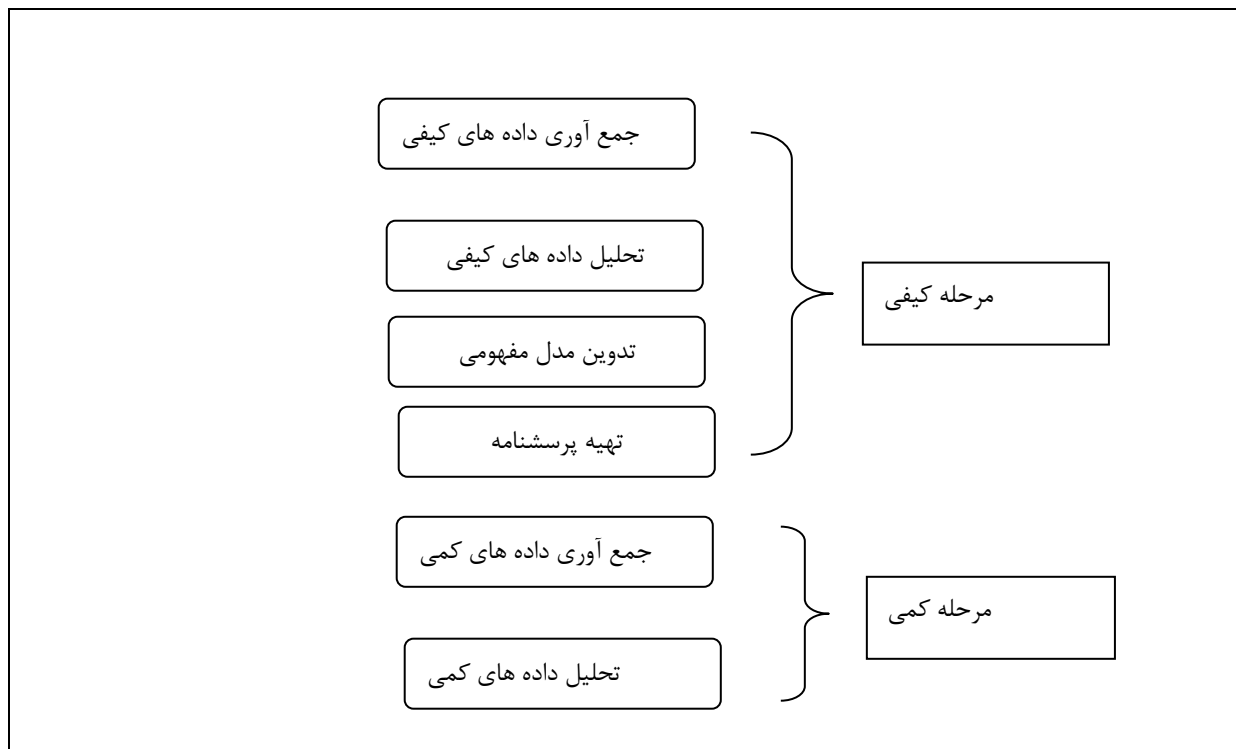 جمع آوری داده های کیفی
تحلیل داده های کیفی
مرحله کیفی
تدوین مدل مفهومی
تهیه پرسشنامه
جمع آوری داده های کمی
مرحله کمی
تحلیل داده های کمی